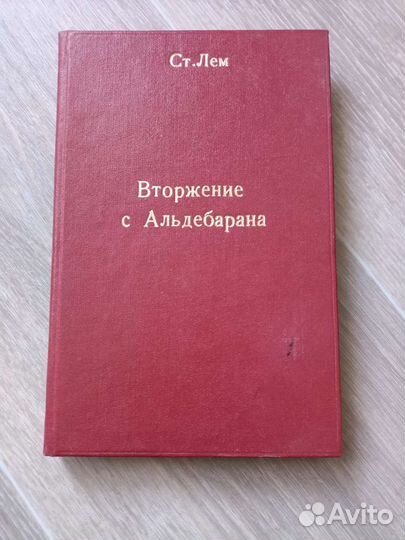 Ст.Лем
Вторжение
с Альдебарана
Avito